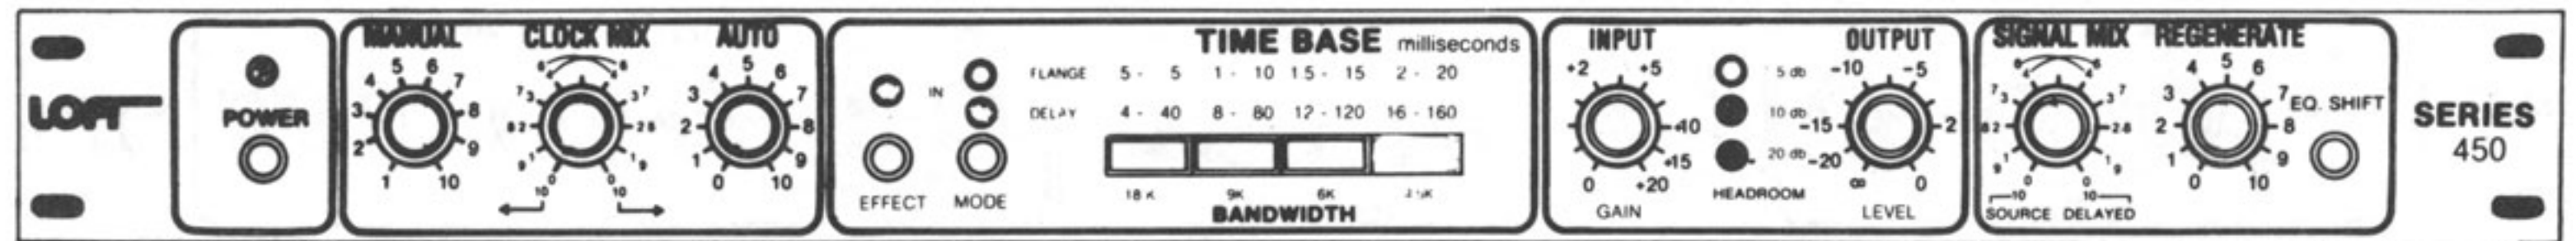 LOFT
POWER
MANUAL CLOCK MIX AUTO
1 2 3 4 5 6 7 8 9 10
0 1 2 3 4 5 6 7 8 9 10
IN
EFFECT MODE
TIME BASE milliseconds
FLANGE 5 - 5 1 - 10 15 - 15 2 - 20
DELAY 4 - 40 8 - 80 12 - 120 16 - 160
18 K 9K 6K
BANDWIDTH
INPUT
+2 +5
+10
+15
0 +20
GAIN
5 db
10 db
20 db
HEADROOM
OUTPUT
-10 -5
-15 -2
-20
∞ 0
LEVEL
SIGNAL MIX REGENERATE
0 1 2 3 4 5 6 7 8 9 10
SOURCE DELAYED
EQ. SHIFT
SERIES
450